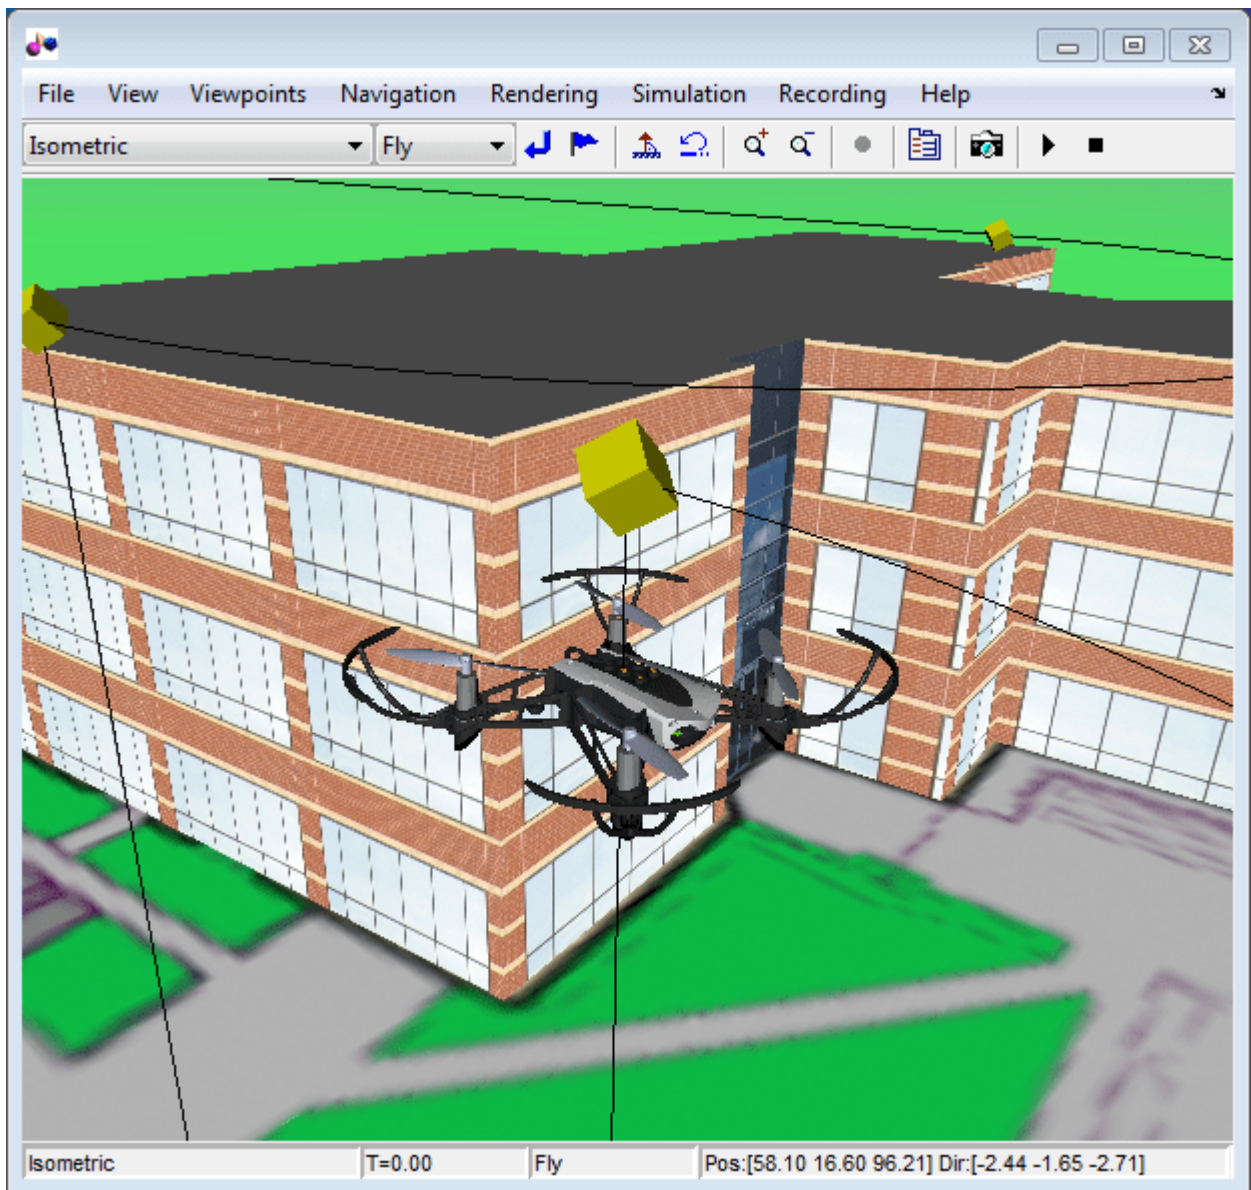 File View Viewpoints Navigation Rendering Simulation Recording Help
Isometric Fly
Isometric T=0.00 Fly Pos:[58.10 16.60 96.21] Dir:[-2.44 -1.65 -2.71]